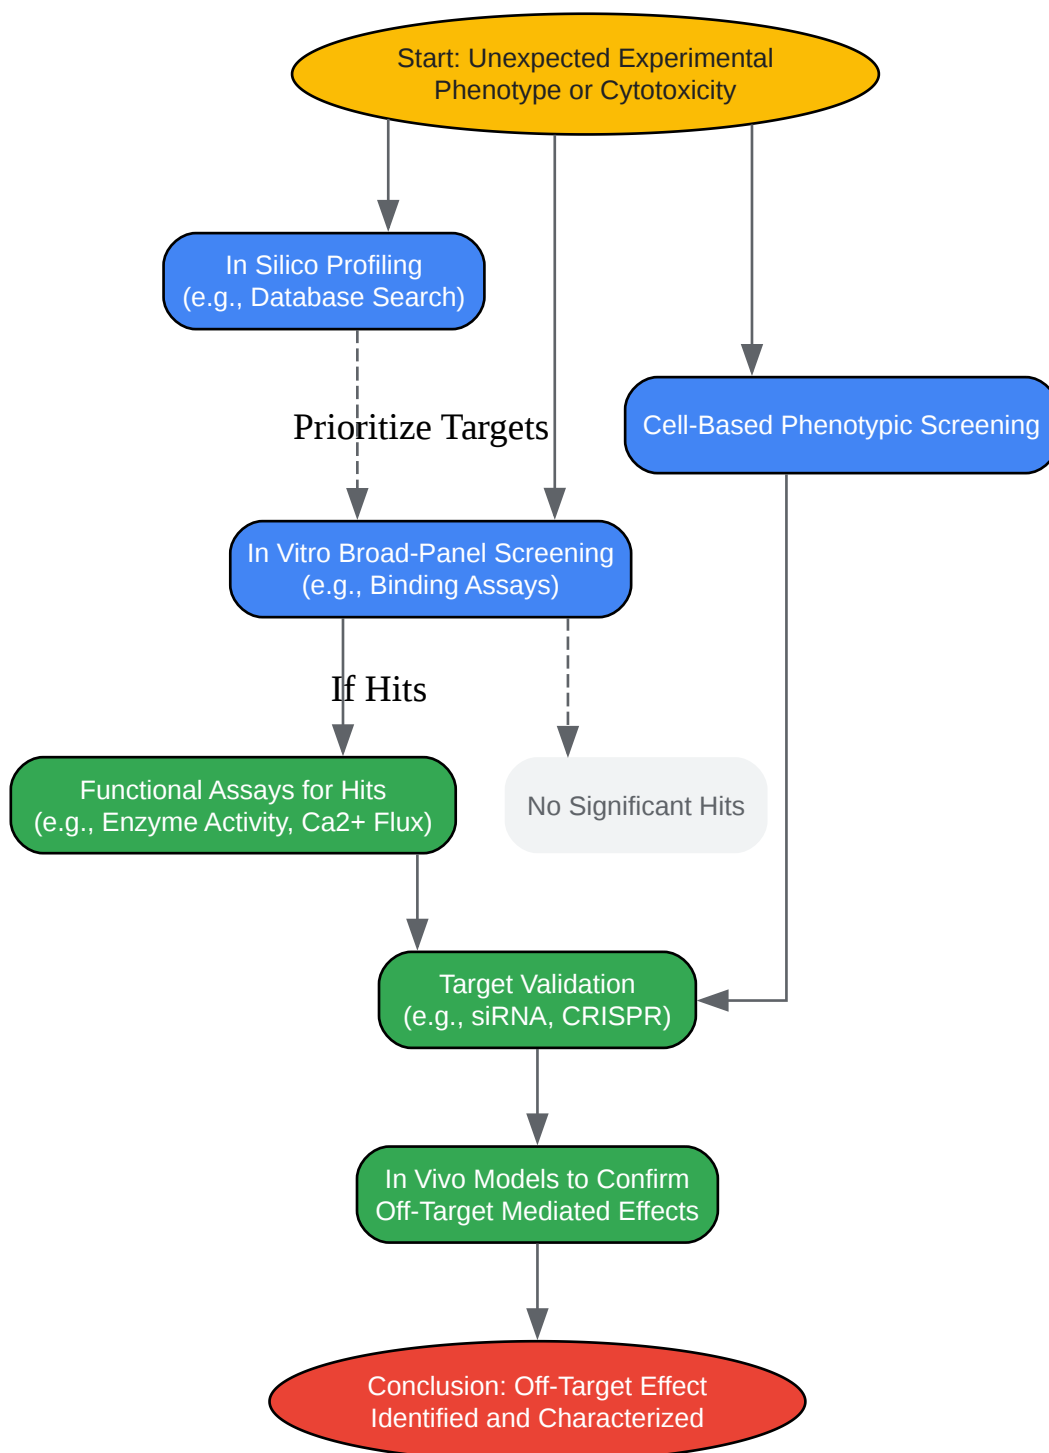 Start: Unexpected Experimental
Phenotype or Cytotoxicity
In Silico Profiling
(e.g., Database Search)
Prioritize Targets
Cell-Based Phenotypic Screening
In Vitro Broad-Panel Screening
(e.g., Binding Assays)
If Hits
Functional Assays for Hits
(e.g., Enzyme Activity, Ca2+ Flux)
No Significant Hits
Target Validation
(e.g., siRNA, CRISPR)
In Vivo Models to Confirm
Off-Target Mediated Effects
Conclusion: Off-Target Effect
Identified and Characterized